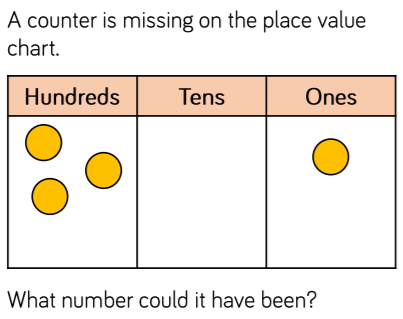 A counter is missing on the place value
chart.
Hundreds Tens Ones
What number could it have been?